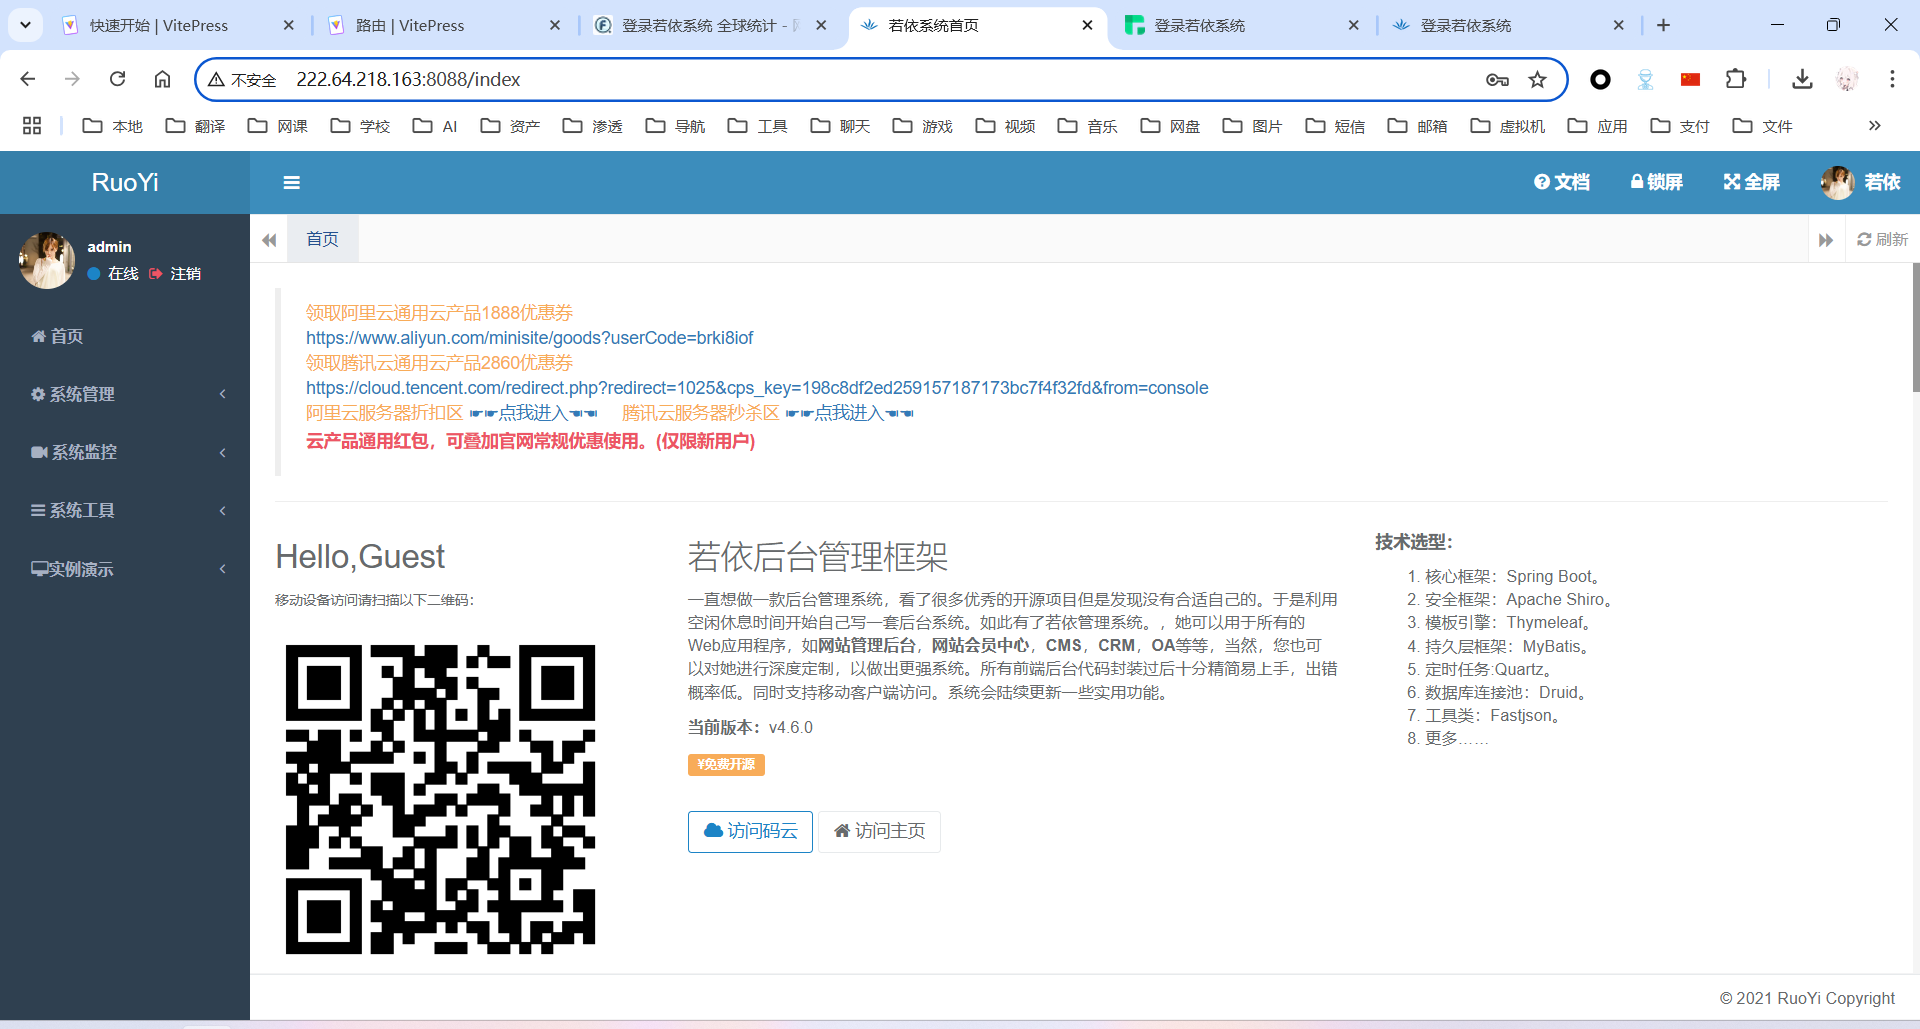 快速开始 | VitePress
路由 | VitePress
登录若依系统 全球统计 -
若依系统首页
登录若依系统
登录若依系统
不安全 222.64.218.163:8088/index
本地 翻译 网课 学校 AI 资产 渗透 导航 工具 聊天 游戏 视频 音乐 网盘 图片 短信 邮箱 虚拟机 应用 支付 文件
RuoYi
文档 锁屏 全屏 若依
admin
在线 注销
首页
系统管理
系统监控
系统工具
实例演示
首页
刷新
领取阿里云通用云产品1888优惠券
https://www.aliyun.com/minisite/goods?userCode=brki8iof
领取腾讯云通用云产品2860优惠券
https://cloud.tencent.com/redirect.php?redirect=1025&cps_key=198c8df2ed259157187173bc7f4f32fd&from=console
阿里云服务器折扣区 ☛☛点我进入☚☚ 腾讯云服务器秒杀区 ☛☛点我进入☚☚
云产品通用红包，可叠加官网常规优惠使用。(仅限新用户)
Hello,Guest
移动设备访问请扫描以下二维码：
若依后台管理框架
一直想做一款后台管理系统，看了很多优秀的开源项目但是发现没有合适自己的。于是利用
空闲休息时间开始自己写一套后台系统。如此有了若依管理系统。，她可以用于所有的
Web应用程序，如网站管理后台，网站会员中心，CMS，CRM，OA等等，当然，您也可
以对她进行深度定制，以做出更强系统。所有前端后台代码封装过后十分精简易上手，出错
概率低。同时支持移动客户端访问。系统会陆续更新一些实用功能。
当前版本：v4.6.0
¥免费开源
访问码云 访问主页
技术选型：
1. 核心框架：Spring Boot。
2. 安全框架：Apache Shiro。
3. 模板引擎：Thymeleaf。
4. 持久层框架：MyBatis。
5. 定时任务:Quartz。
6. 数据库连接池：Druid。
7. 工具类：Fastjson。
8. 更多……
© 2021 RuoYi Copyright